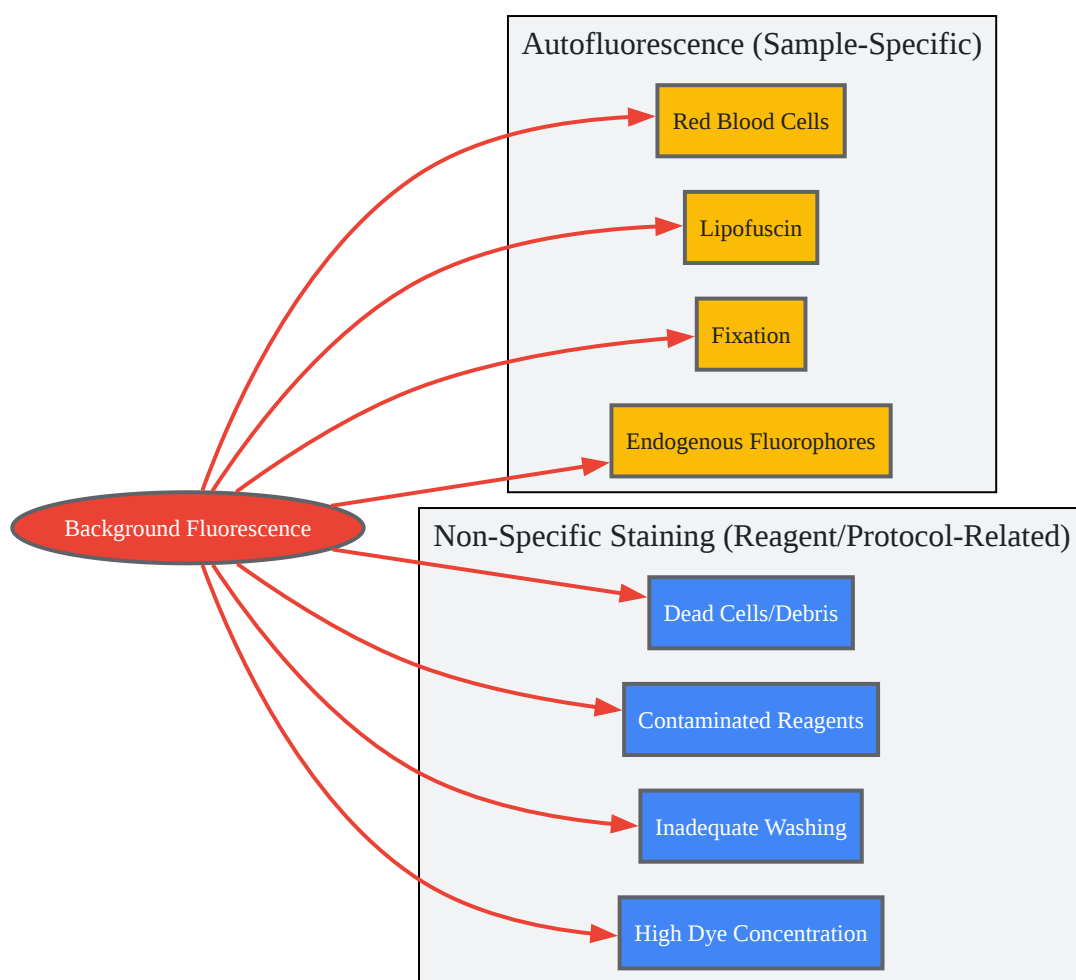 Autofluorescence (Sample-Specific)
Red Blood Cells
Lipofuscin
Fixation
Endogenous Fluorophores
Background Fluorescence
Non-Specific Staining (Reagent/Protocol-Related)
Dead Cells/Debris
Contaminated Reagents
Inadequate Washing
High Dye Concentration